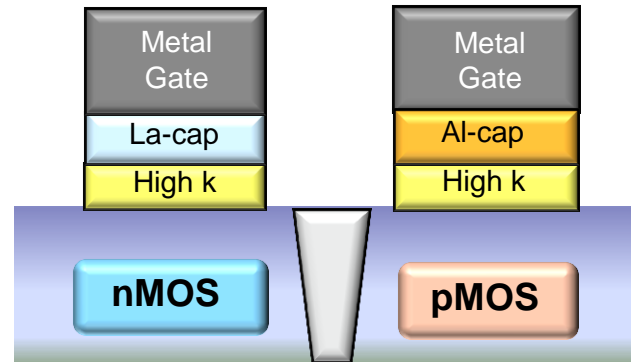 Metal
Gate
La-cap
High k
nMOS
Metal
Gate
Al-cap
High k
pMOS